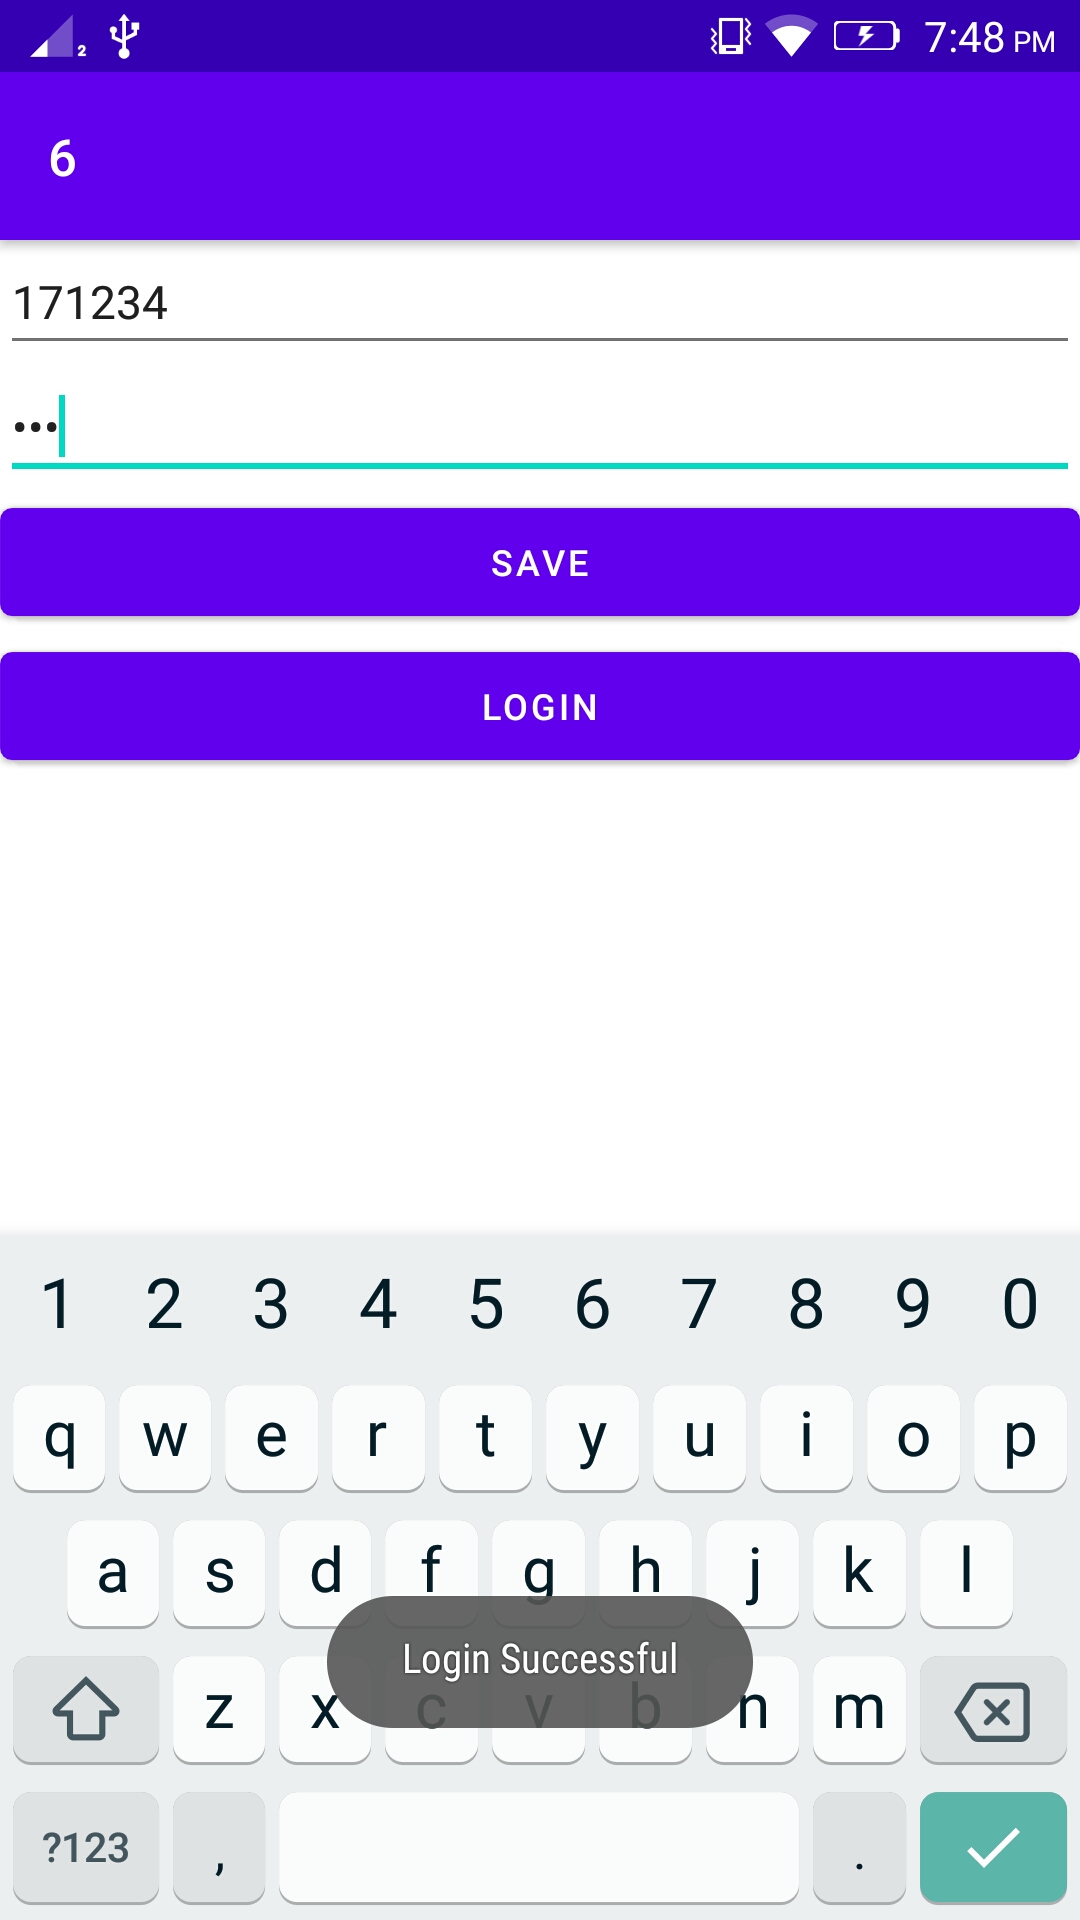 2 7:48 PM
6
171234
•••
SAVE
LOGIN
1 2 3 4 5 6 7 8 9 0
q w e r t y u i o p
a s d f g h j k l
Login Successful
z x c v b n m
?123 , .